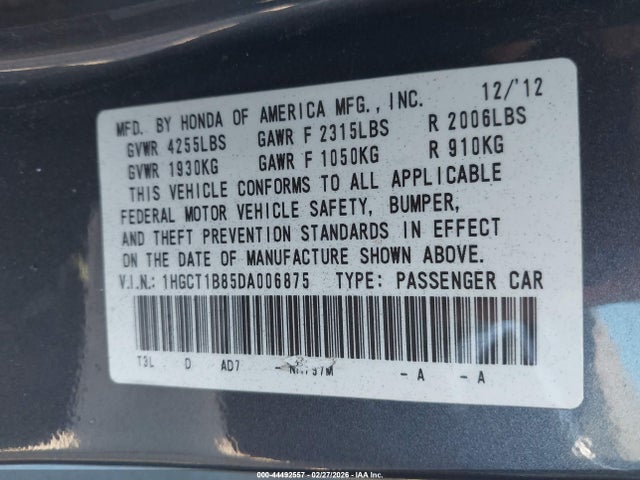 MFD. BY HONDA OF AMERICA MFG., INC. 12/'12
GVWR 4255LBS GAWR F 2315LBS R 2006LBS
GVWR 1930KG GAWR F 1050KG R 910KG
THIS VEHICLE CONFORMS TO ALL APPLICABLE
FEDERAL MOTOR VEHICLE SAFETY, BUMPER,
AND THEFT PREVENTION STANDARDS IN EFFECT
ON THE DATE OF MANUFACTURE SHOWN ABOVE.
V.I.N.: 1HGCT1B85DA006875 TYPE: PASSENGER CAR
T3L D AD7 - - A - A
000-44492557 - 02/27/2026 - IAA Inc.